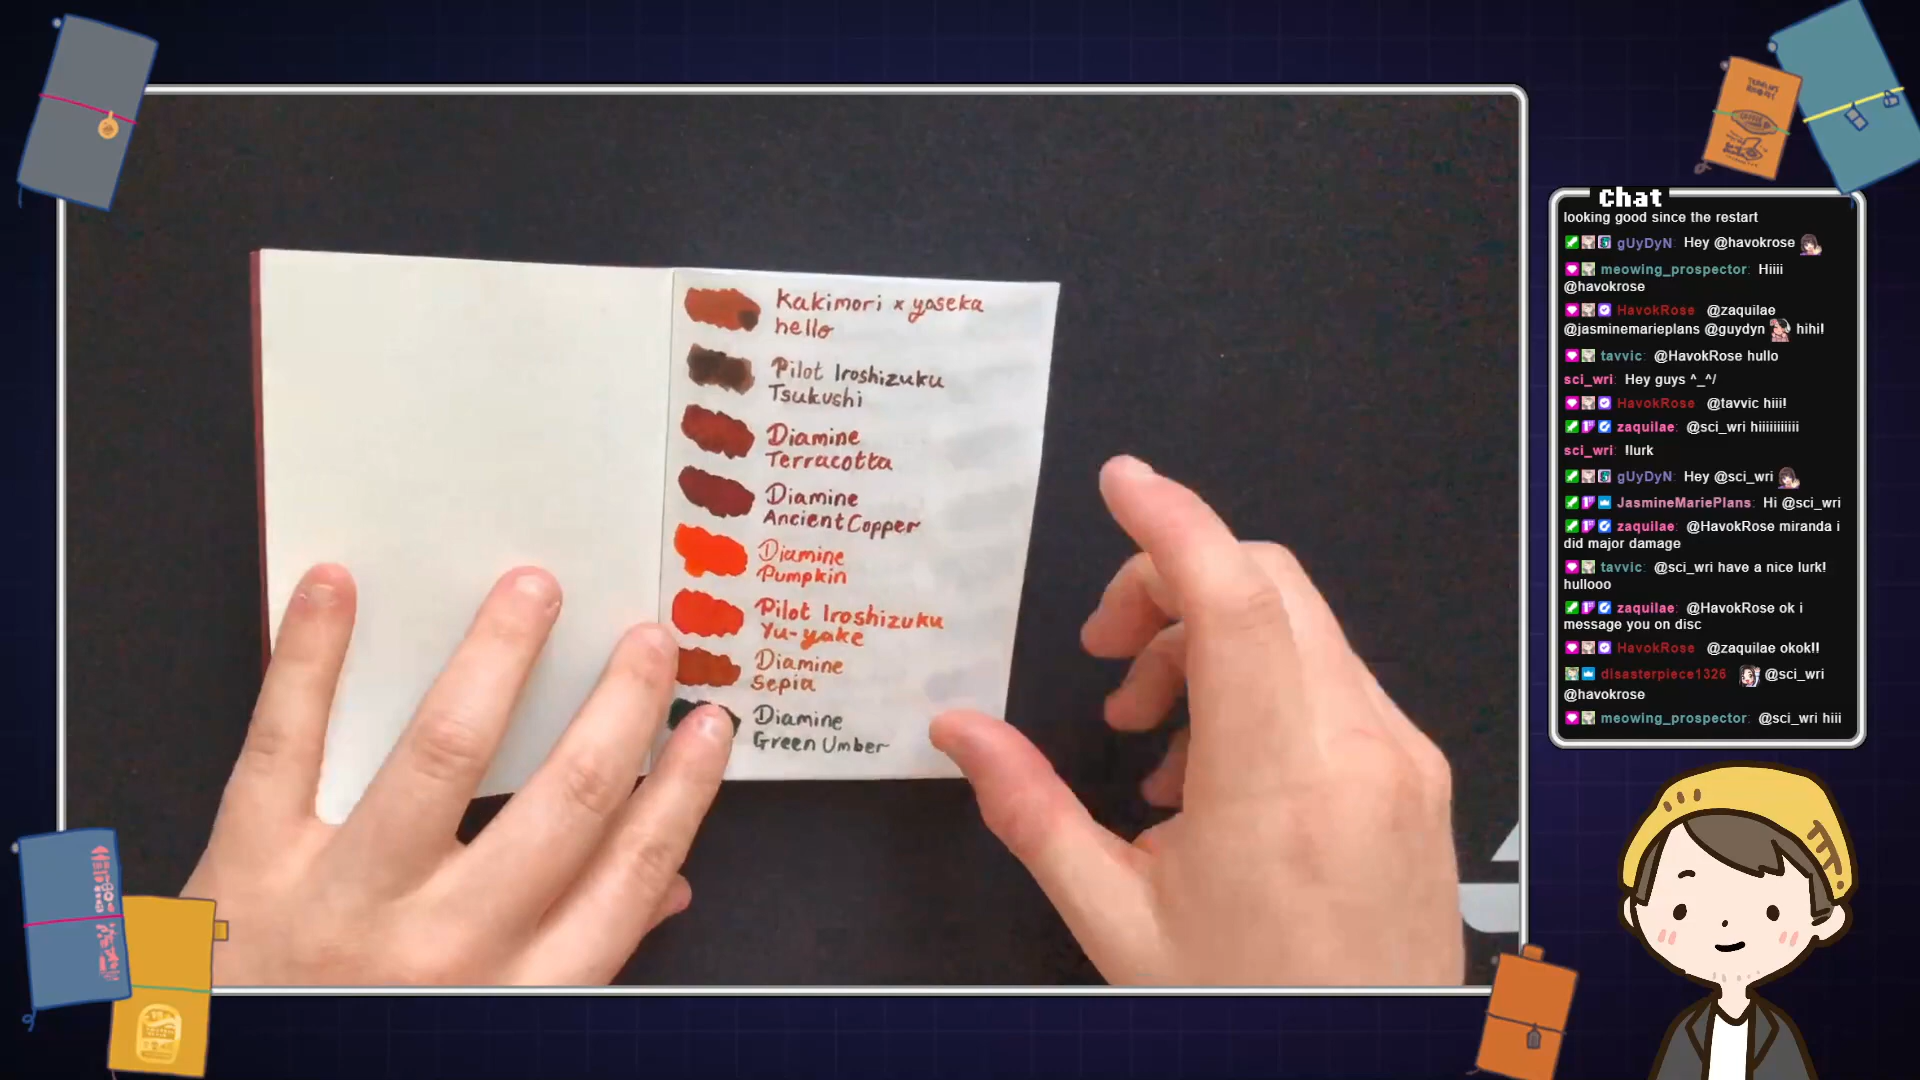 Kakimori x yoseka
hello
Pilot Iroshizuku
Tsukushi
Diamine
Terracotta
Diamine
Ancient Copper
Diamine
Pumpkin
Pilot Iroshizuku
Yu-yake
Diamine
Sepia
Diamine
Green Umber
Chat
looking good since the restart
gUyDyN: Hey @havokrose
meowing_prospector: Hiiii
@havokrose
HavokRose @zaquilae
@jasminemarieplans @guydyn hihi!
tavvic: @HavokRose hullo
sci_wri: Hey guys ^_^/
HavokRose @tavvic hiii!
zaquilae: @sci_wri hiiiiiiiiiii
sci_wri: !lurk
gUyDyN: Hey @sci_wri
JasmineMariePlans: Hi @sci_wri
zaquilae: @HavokRose miranda i
did major damage
tavvic: @sci_wri have a nice lurk!
hullooo
zaquilae: @HavokRose ok i
message you on disc
HavokRose @zaquilae okok!!
disasterpiece1326 @sci_wri
@havokrose
meowing_prospector: @sci_wri hiii